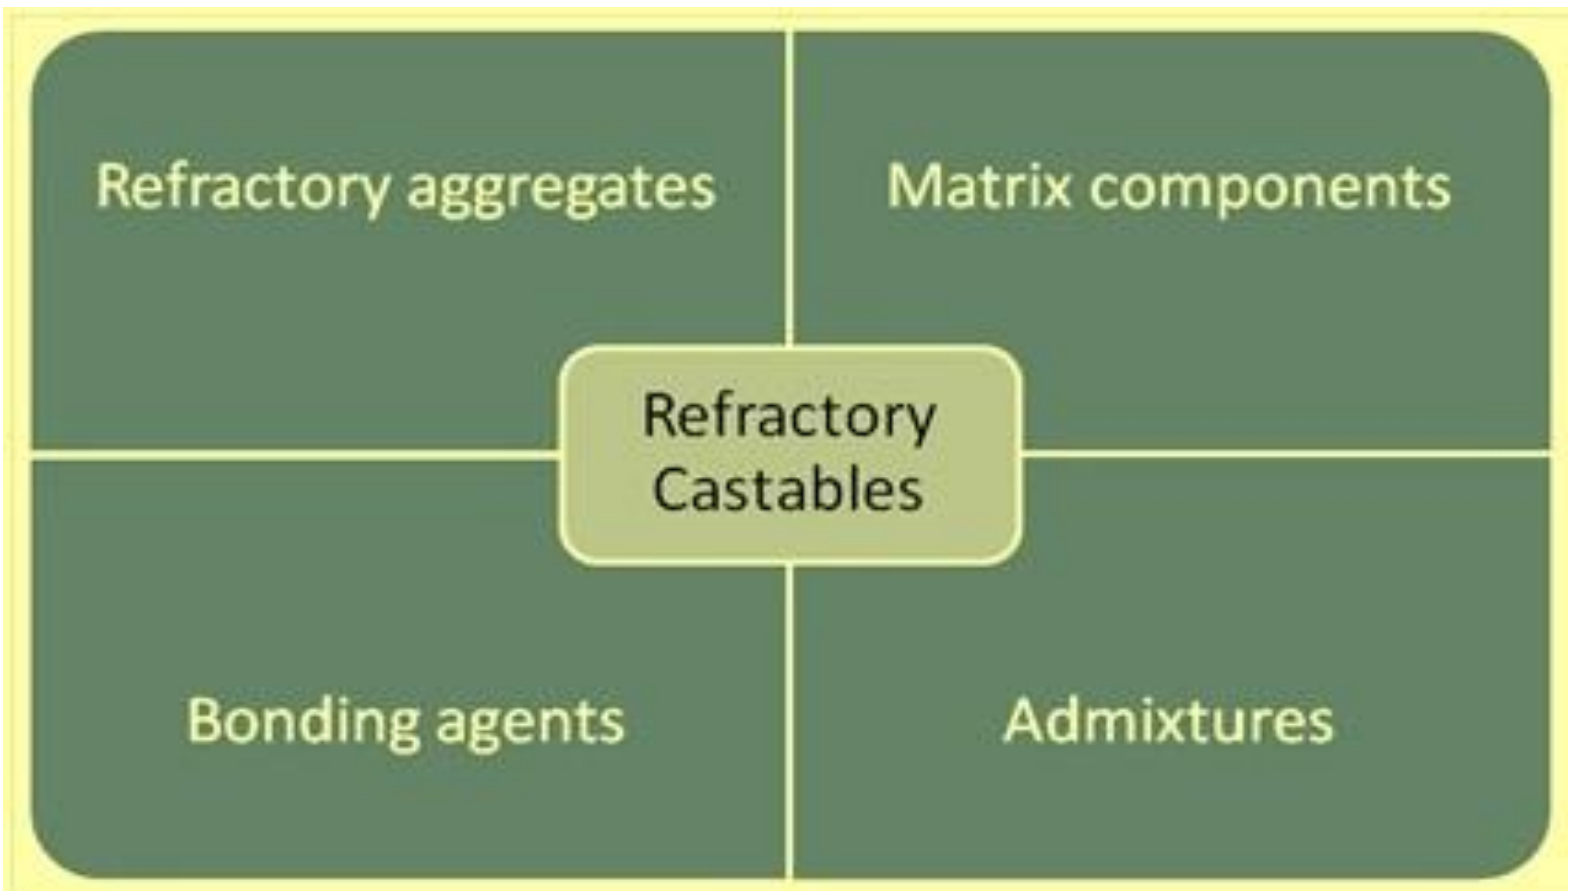 Refractory aggregates
Matrix components
Refractory
Castables
Bonding agents
Admixtures